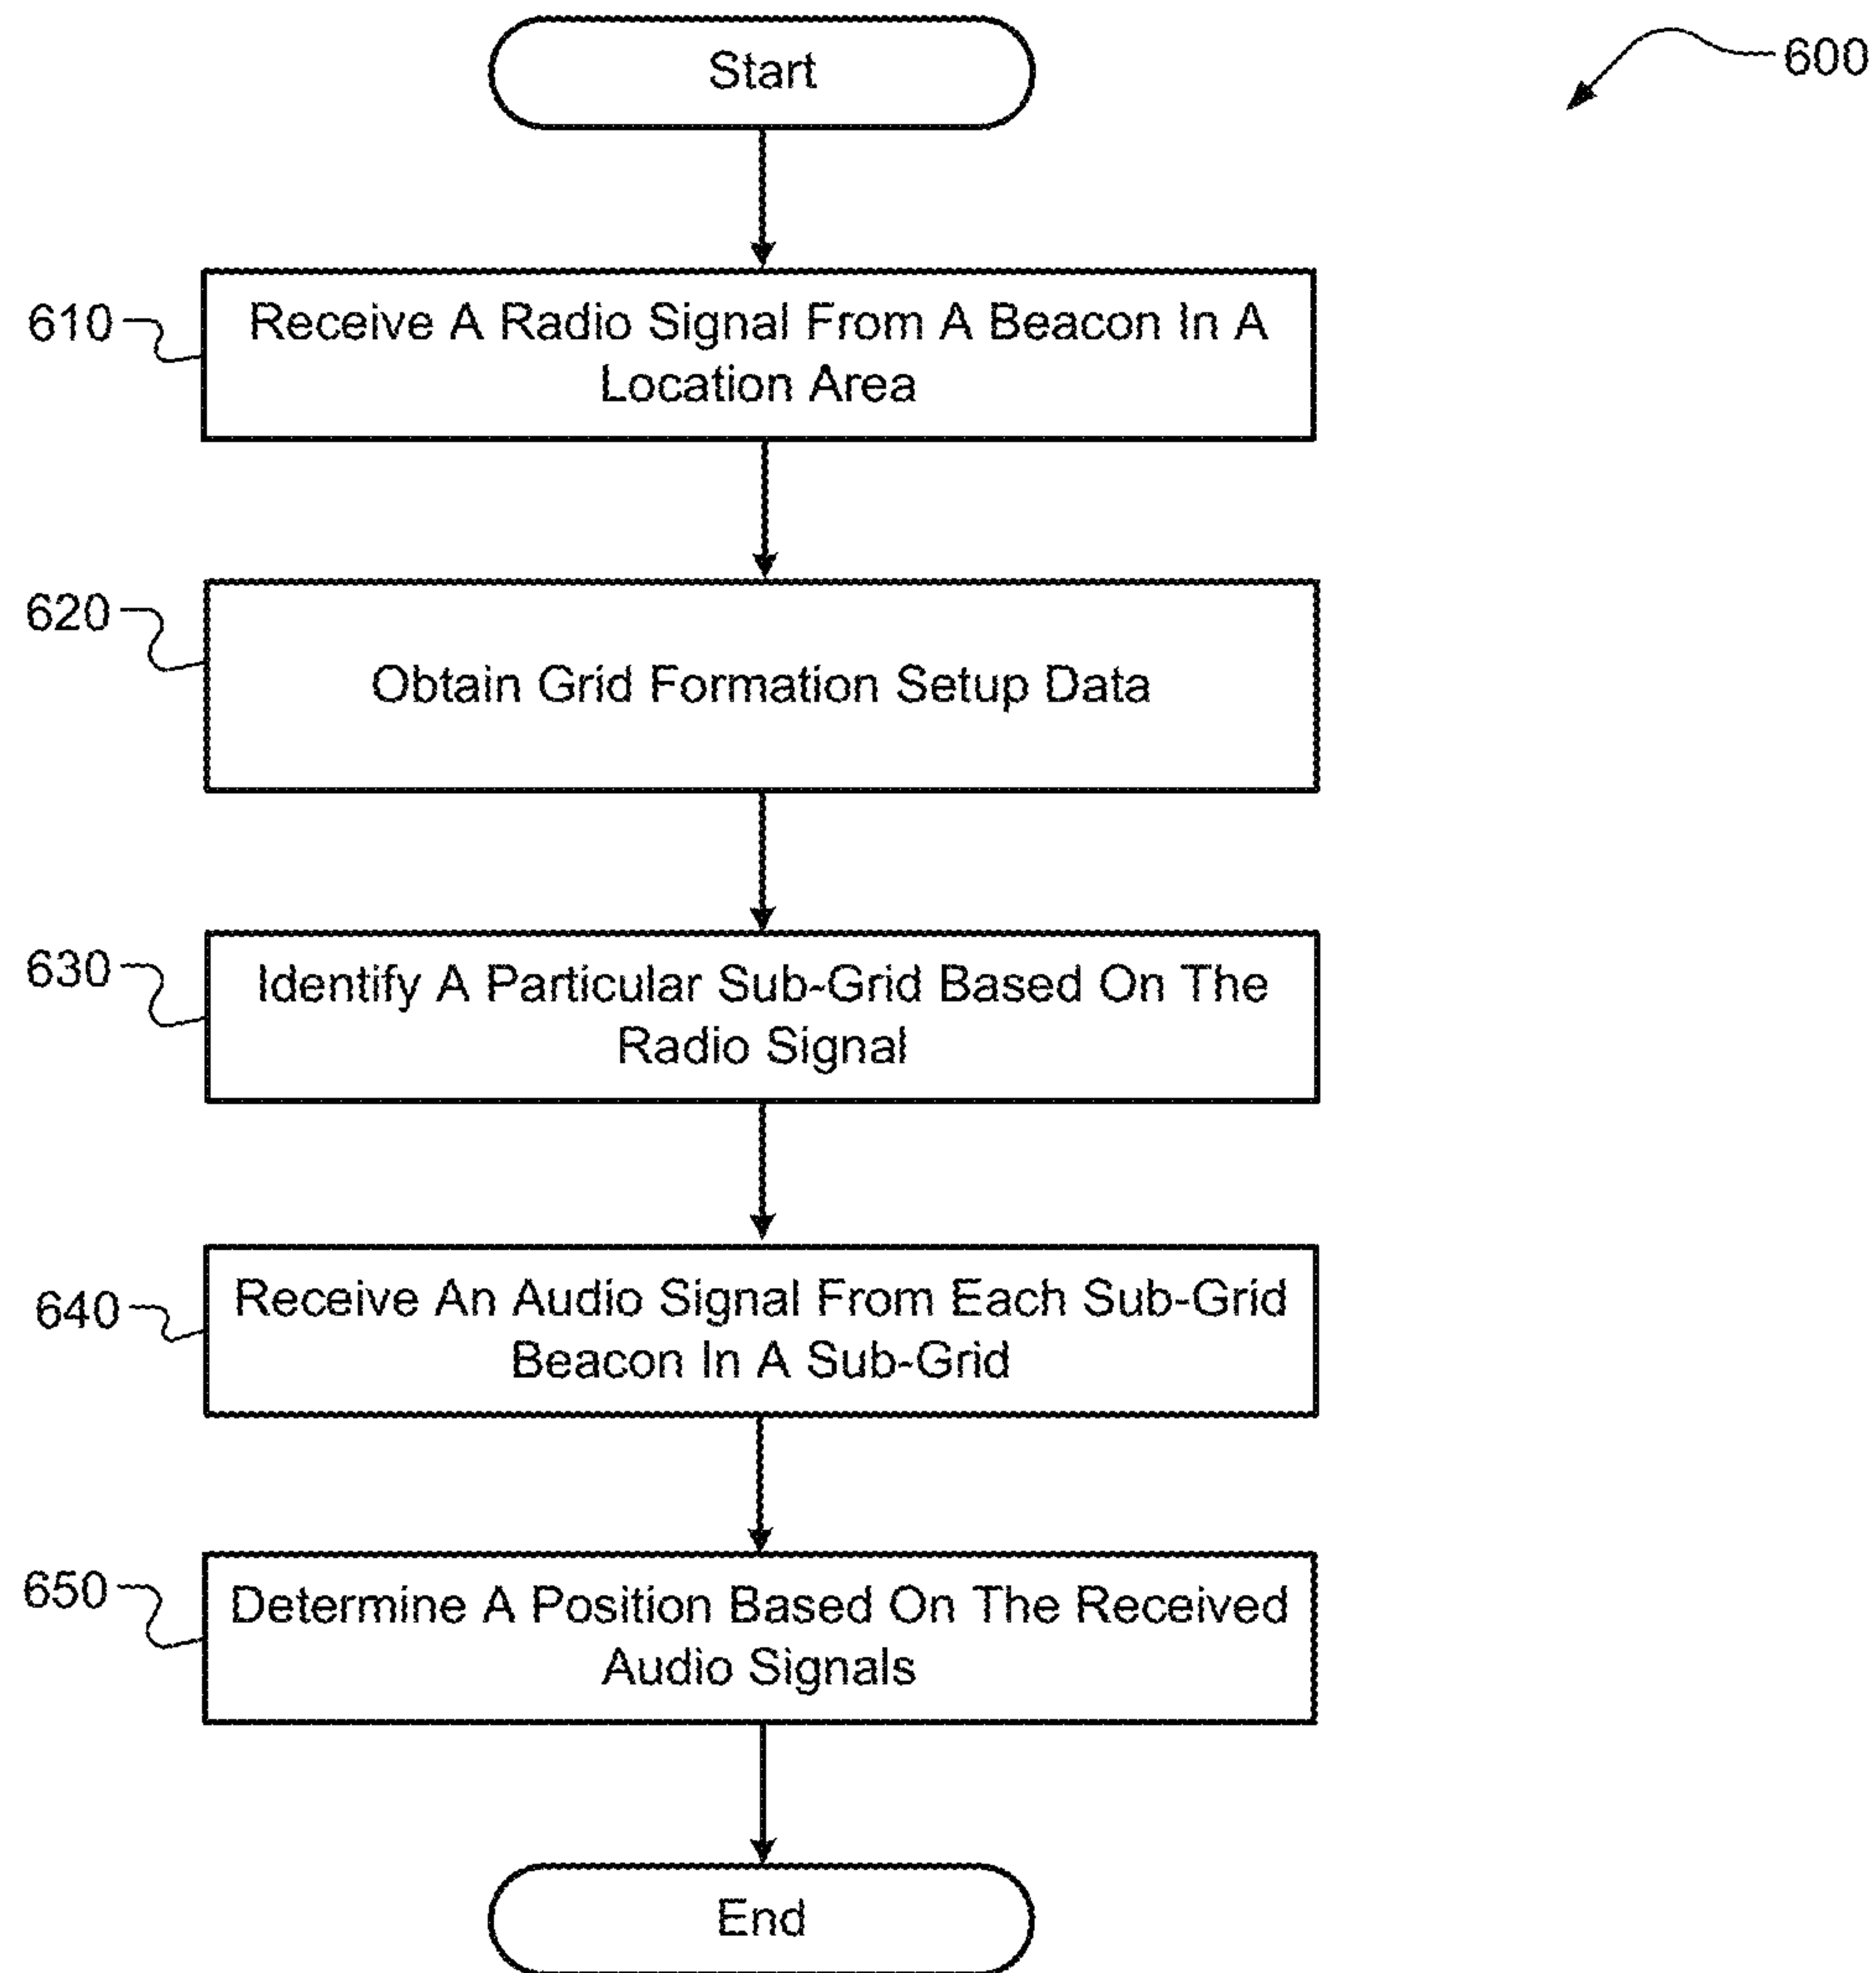 Start
600
610
Receive A Radio Signal From A Beacon In A
Location Area
620
Obtain Grid Formation Setup Data
630
Identify A Particular Sub-Grid Based On The
Radio Signal
640
Receive An Audio Signal From Each Sub-Grid
Beacon In A Sub-Grid
650
Determine A Position Based On The Received
Audio Signals
End